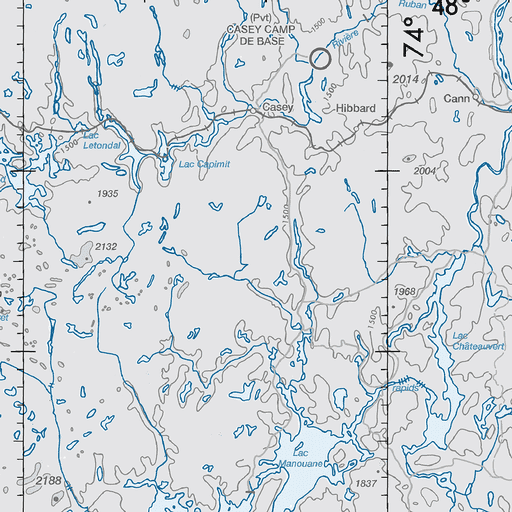 (Pvt)
CASEY CAMP
DE BASE
1500
Rivière
Ruban
48°
74°
2014
1500
Casey
Hibbard
Cann
Lac
Letondal
1700
Lac Capimit
2004
1935
1500
2132
1968
1500
Lac
Châteauvert
rapids
Lac
Manouane
2188
1837